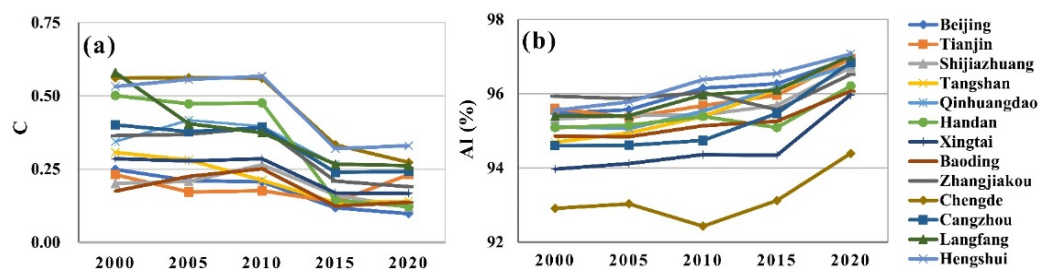 (a)
C
0.75
0.50
0.25
0.00
2000 2005 2010 2015 2020
(b)
AI (%)
98
96
94
92
2000 2005 2010 2015 2020
Beijing
Tianjin
Shijiazhuang
Tangshan
Qinhuangdao
Handan
Xingtai
Baoding
Zhangjiakou
Chengde
Cangzhou
Langfang
Hengshui